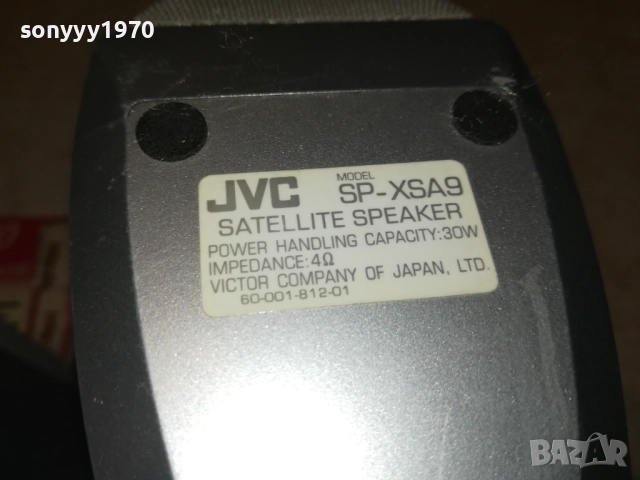 sonyyy1970
JVC MODEL SP-XSA9
SATELLITE SPEAKER
POWER HANDLING CAPACITY:30W
IMPEDANCE:4Ω
VICTOR COMPANY OF JAPAN, LTD.
60-001-812-01
BAZAR